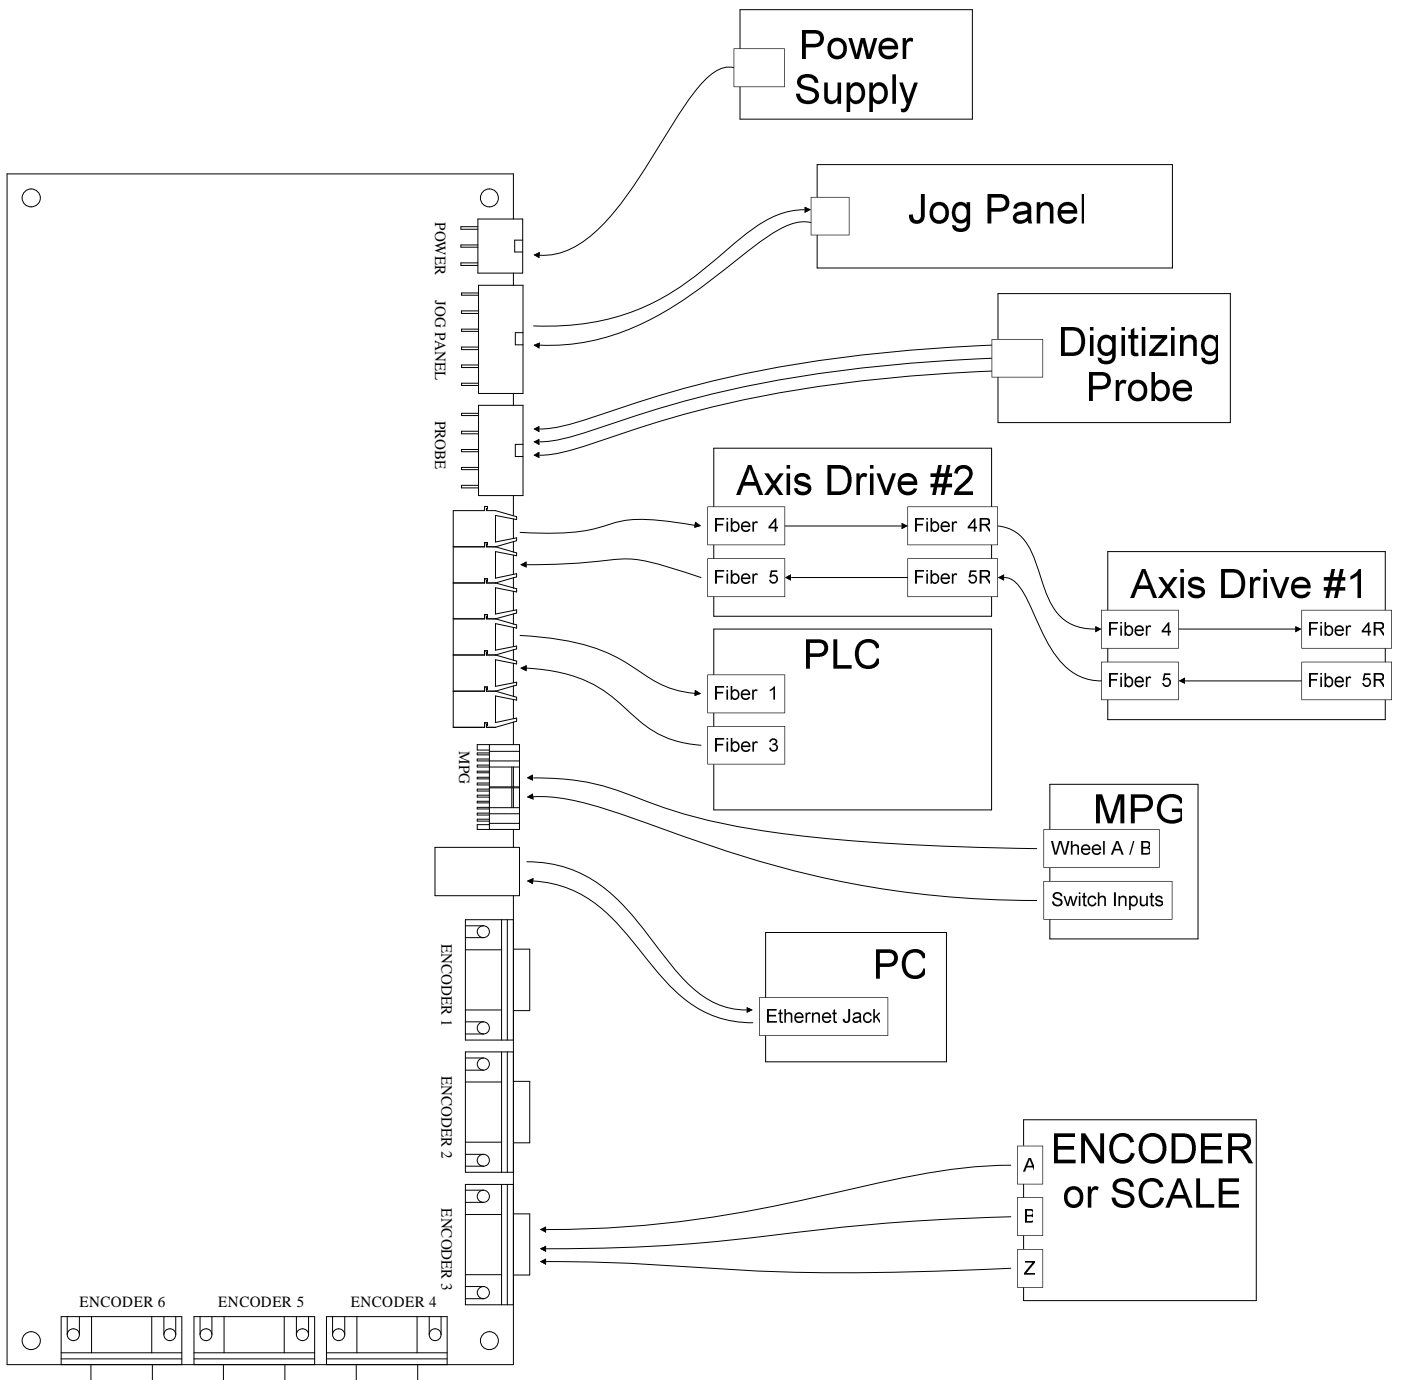 Power
Supply
Jog Panel
POWER
JOG PANEL
Digitizing
Probe
PROBE
Axis Drive #2
Fiber 4
Fiber 4R
Fiber 5
Fiber 5R
Axis Drive #1
Fiber 4
Fiber 4R
Fiber 5
Fiber 5R
PLC
Fiber 1
Fiber 3
MPG
MPG
Wheel A / B
Switch Inputs
PC
Ethernet Jack
ENCODER 1
ENCODER 2
ENCODER 3
ENCODER
or SCALE
A
B
Z
ENCODER 6
ENCODER 5
ENCODER 4